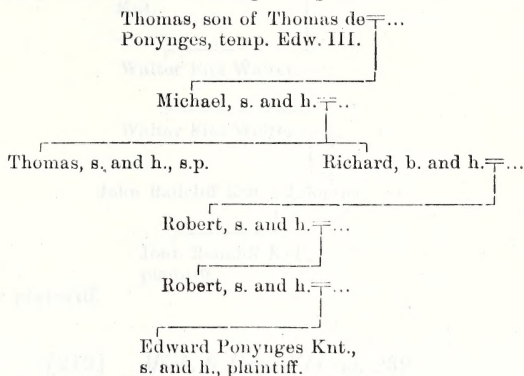 Thomas, son of Thomas de=...
Ponynges, temp. Edw. III.
Michael, s. and h.=..
Thomas, s. and h., s.p. Richard, b. and h.=...
Robert, s. and h.=...
Robert, s. and h.=...
Edward Ponynges Knt.,
s. and h., plaintiff.